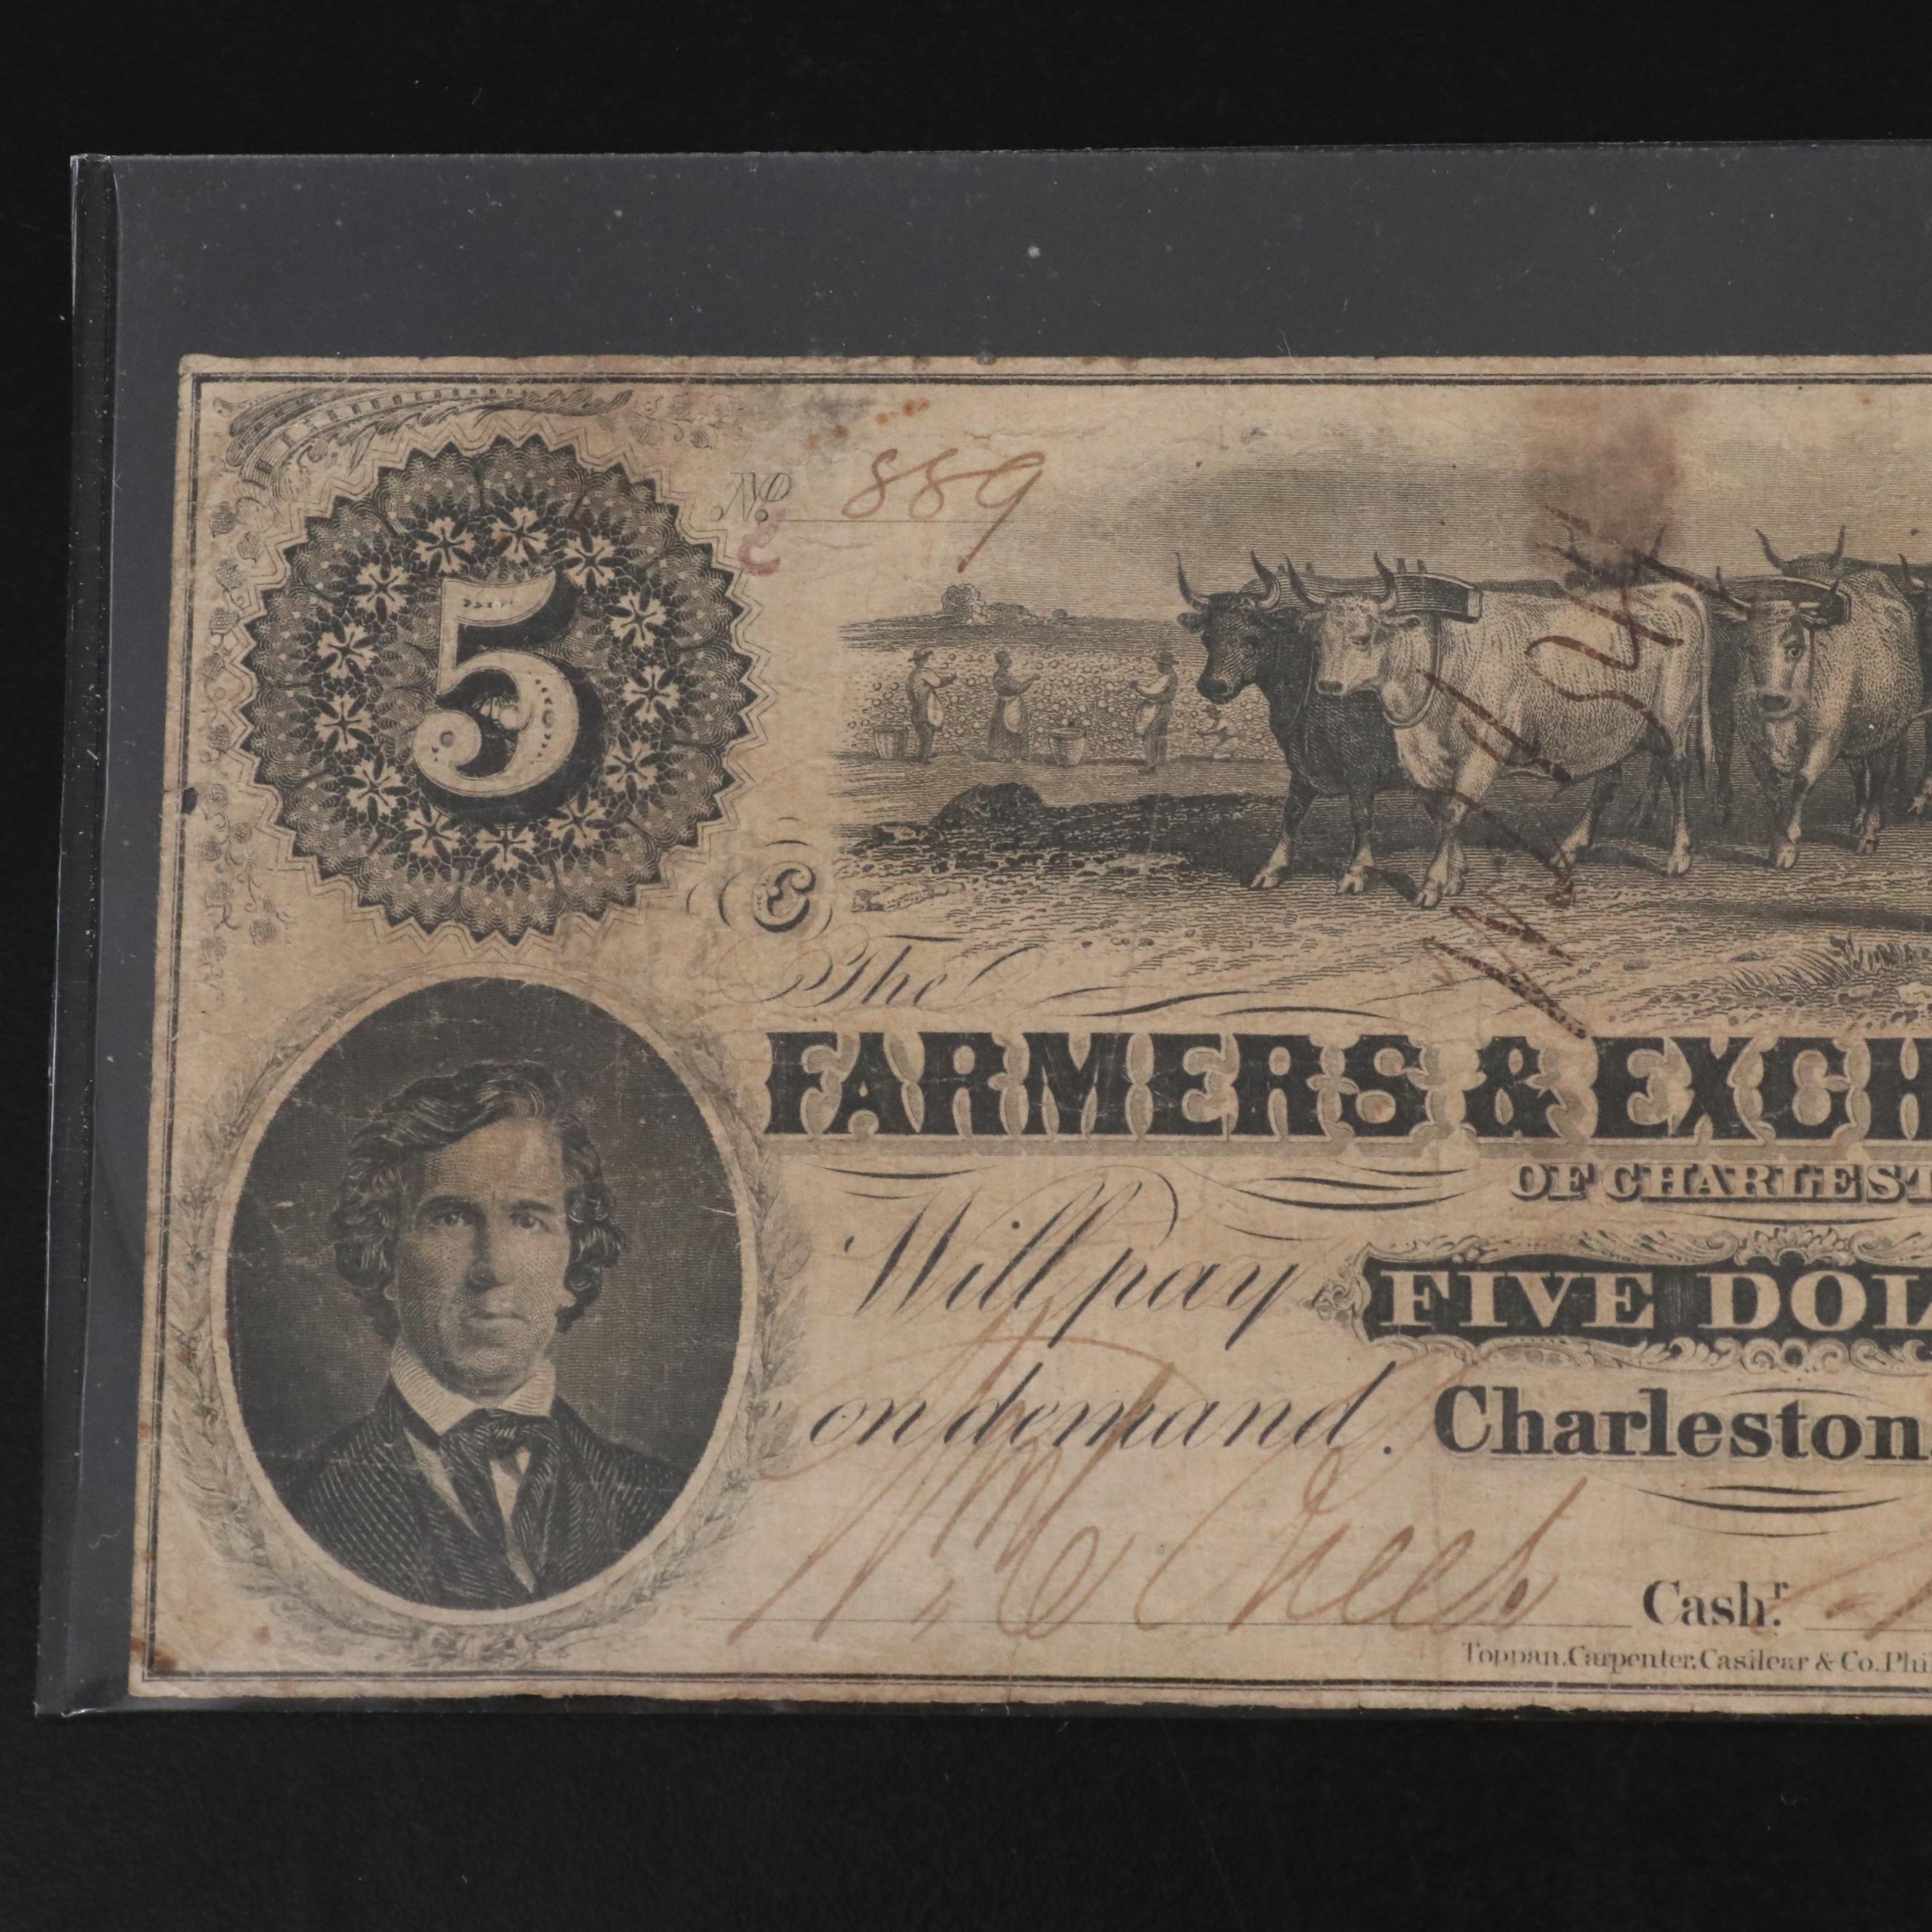 5
No. 889
C
The
FARMERS & EXCH
OF CHARLEST
Will pay FIVE DOL
on demand. Charleston
Cash.r
Toppan, Carpenter, Casilear & Co. Phi